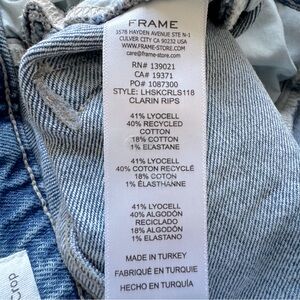 FRAME
3578 HAYDEN AVENUE STE N-1
CULVER CITY CA 90232 USA
WWW.FRAME-STORE.COM
care@frame-store.com
RN# 139021
CA# 19371
PO# 1087300
STYLE: LHSKCRLS118
CLARIN RIPS
41% LYOCELL
40% RECYCLED
COTTON
18% COTTON
1% ELASTANE
41% LYOCELL
40% COTON RECYCLÉ
18% COTON
1% ÉLASTHANNE
41% LYOCELL
40% ALGODÓN
RECICLADO
18% ALGODÓN
1% ELASTANO
MADE IN TURKEY
FABRIQUÉ EN TURQUIE
HECHO EN TURQUÍA
Crop